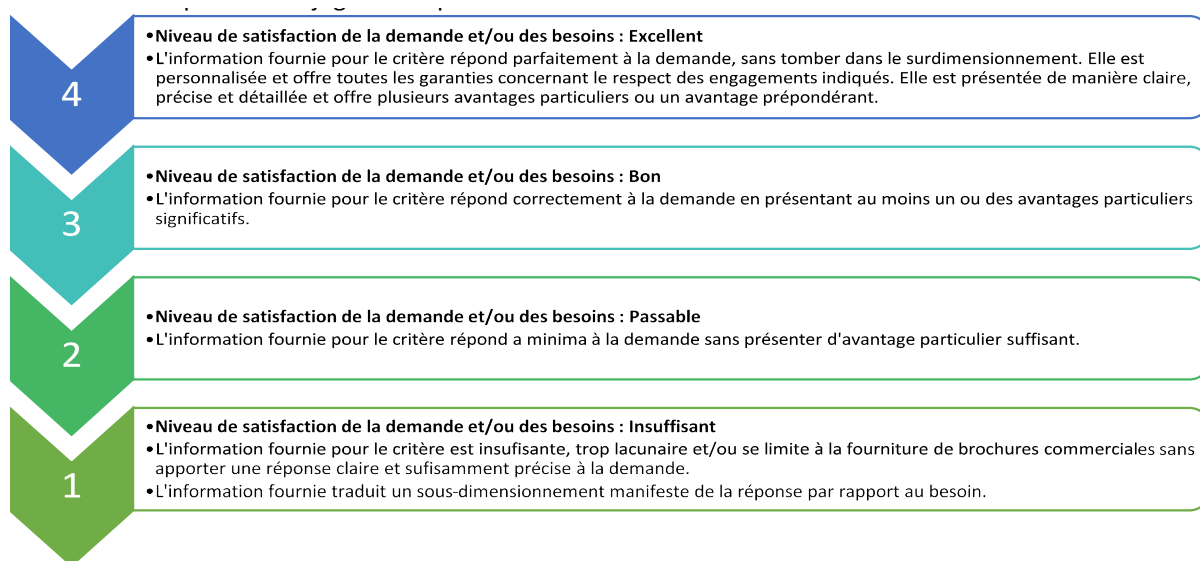 •Niveau de satisfaction de la demande et/ou des besoins : Excellent
•L'information fournie pour le critère répond parfaitement à la demande, sans tomber dans le surdimensionnement. Elle est
personnalisée et offre toutes les garanties concernant le respect des engagements indiqués. Elle est présentée de manière claire,
précise et détaillée et offre plusieurs avantages particuliers ou un avantage prépondérant.
4
•Niveau de satisfaction de la demande et/ou des besoins : Bon
•L'information fournie pour le critère répond correctement à la demande en présentant au moins un ou des avantages particuliers
significatifs.
3
•Niveau de satisfaction de la demande et/ou des besoins : Passable
•L'information fournie pour le critère répond a minima à la demande sans présenter d'avantage particulier suffisant.
2
•Niveau de satisfaction de la demande et/ou des besoins : Insuffisant
•L'information fournie pour le critère est insufisante, trop lacunaire et/ou se limite à la fourniture de brochures commerciales sans
apporter une réponse claire et sufisamment précise à la demande.
•L'information fournie traduit un sous-dimensionnement manifeste de la réponse par rapport au besoin.
1